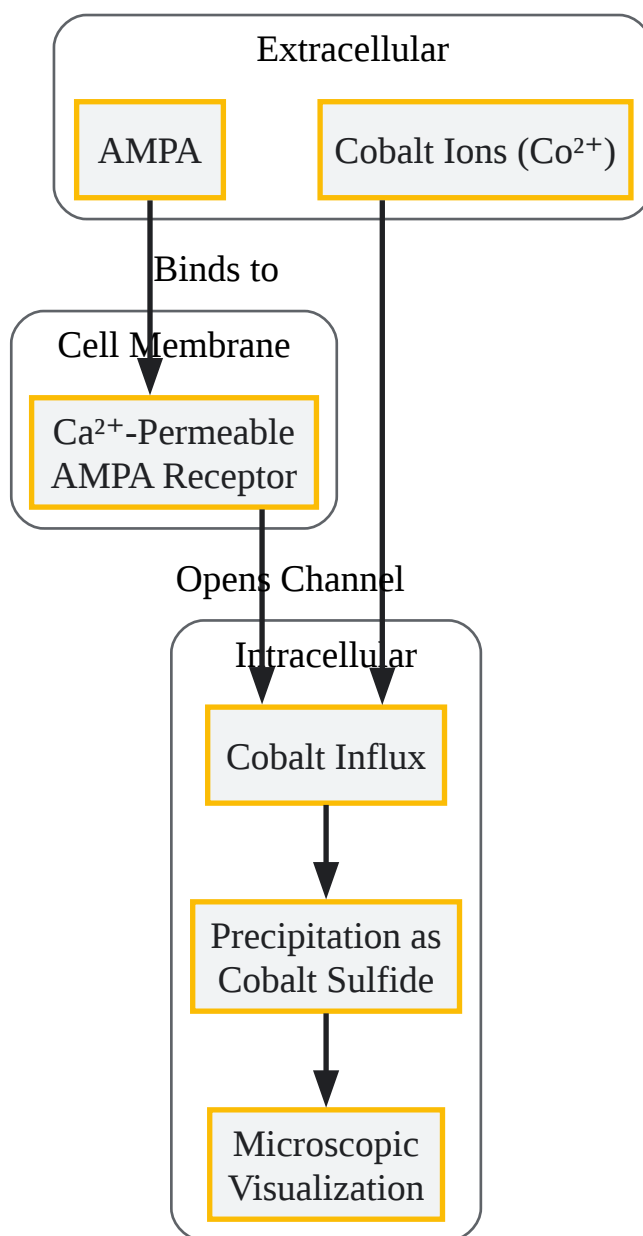 Extracellular
AMPA
Cobalt Ions (Co²⁺)
Binds to
Cell Membrane
Ca²⁺-Permeable
AMPA Receptor
Opens Channel
Intracellular
Cobalt Influx
Precipitation as
Cobalt Sulfide
Microscopic
Visualization